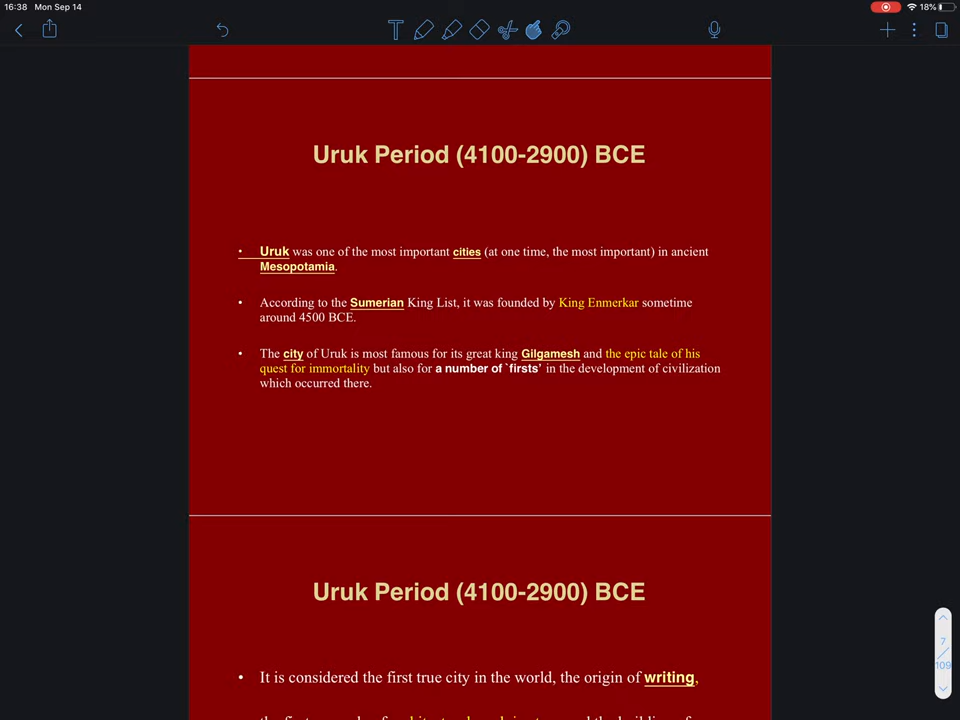 16:38 Mon Sep 14
18%
T
Uruk Period (4100-2900) BCE
• Uruk was one of the most important cities (at one time, the most important) in ancient
Mesopotamia.
• According to the Sumerian King List, it was founded by King Enmerkar sometime
around 4500 BCE.
• The city of Uruk is most famous for its great king Gilgamesh and the epic tale of his
quest for immortality but also for a number of `firsts' in the development of civilization
which occurred there.
Uruk Period (4100-2900) BCE
• It is considered the first true city in the world, the origin of writing,
7
/
109